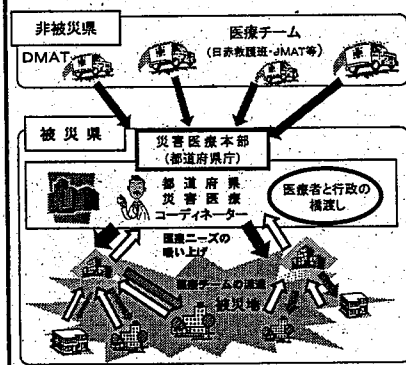 非被災県
医療チーム
(日赤救護班・JMAT等)
DMAT
被災県
災害医療本部
(都道府県庁)
都道府県
災害医療
コーディネーター
医療者と行政の
橋渡し
医療ニーズの
吸い上げ
医療チームの派遣
被災地